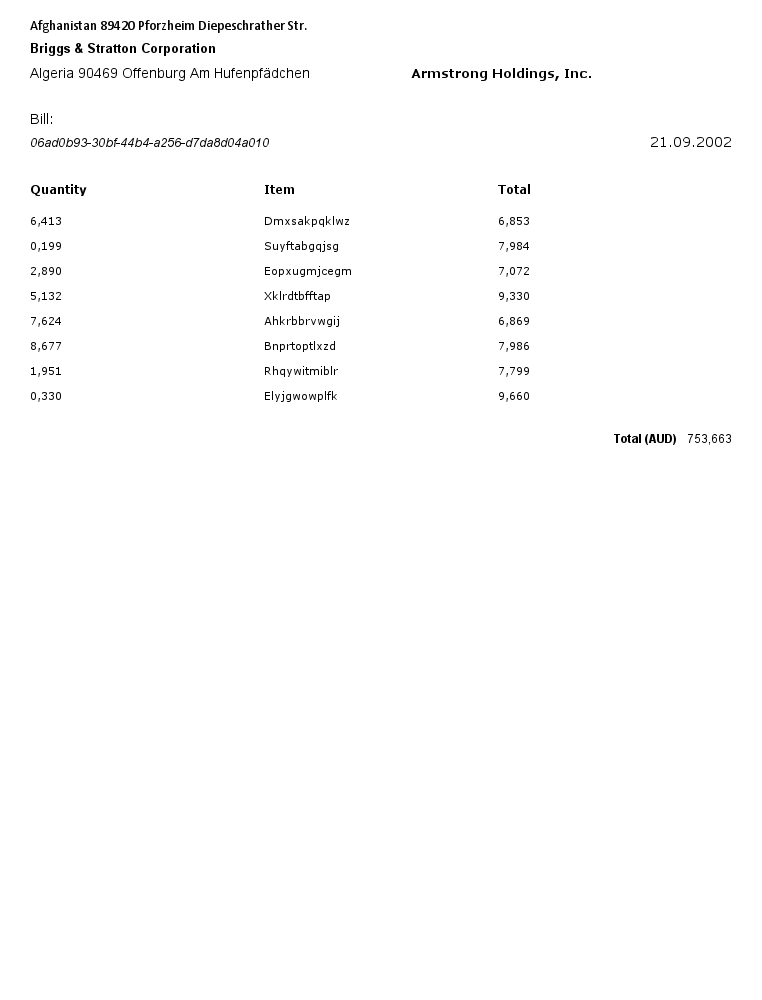 Afghanistan 89420 Pforzheim Diepeschrather Str.
Briggs & Stratton Corporation
Algeria 90469 Offenburg Am Hufenpfädchen Armstrong Holdings, Inc.
Bill:
06ad0b93-30bf-44b4-a256-d7da8d04a010 21.09.2002
Quantity Item Total
6,413 Dmxsakpqklwz 6,853
0,199 Suyftabgqjsg 7,984
2,890 Eopxugmjcegm 7,072
5,132 Xklrdtbfftap 9,330
7,624 Ahkrbbrvwgij 6,869
8,677 Bnprtoptlxzd 7,986
1,951 Rhqywitmiblr 7,799
0,330 Elyjgwowplfk 9,660
Total (AUD) 753,663